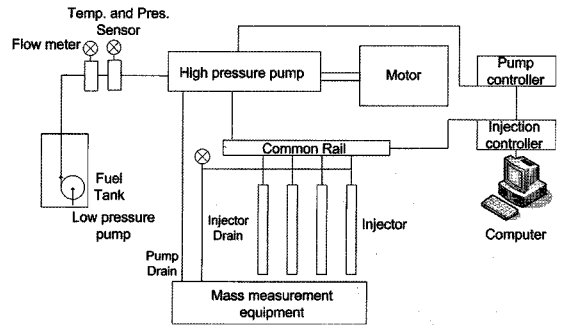 Temp. and Pres.
Sensor
Flow meter
High pressure pump
Motor
Pump
controller
Injection
controller
Common Rail
Fuel
Tank
Low pressure
pump
Injector
Drain
Injector
Computer
Pump
Drain
Mass measurement
equipment